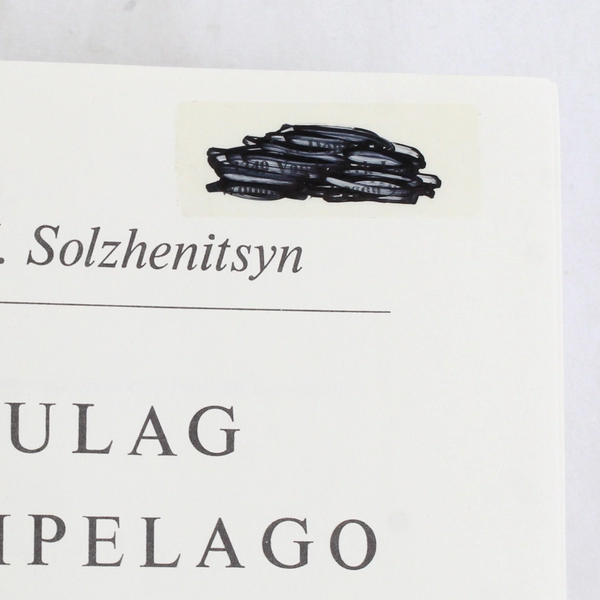 . Solzhenitsyn
ULAG
IPELAGO